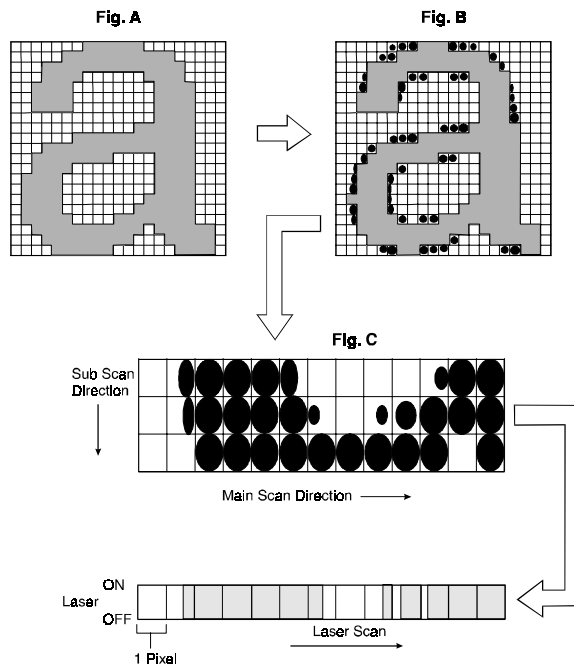 Fig. A
Fig. B
Fig. C
Sub Scan
Direction
Main Scan Direction
ON
Laser
OFF
Laser Scan
1 Pixel